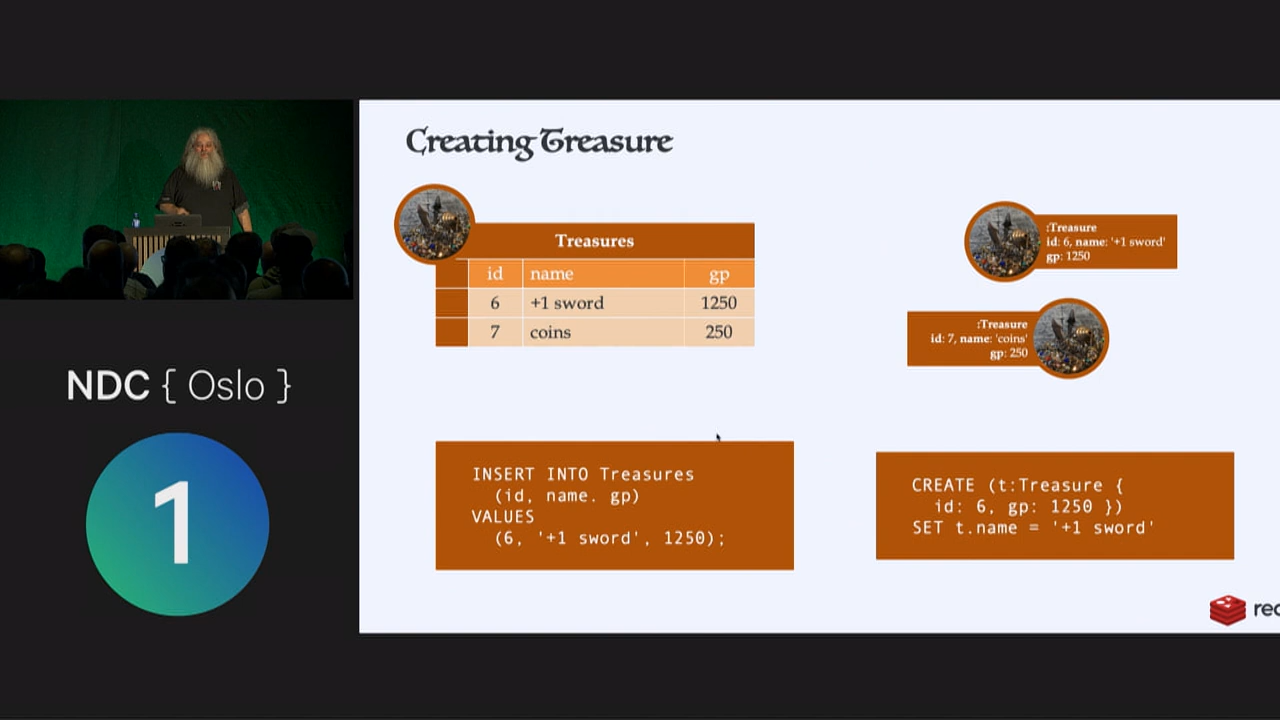 Creating Treasure
Treasures
id name gp
6 +1 sword 1250
7 coins 250
:Treasure
id: 6, name: '+1 sword'
gp: 1250
:Treasure
id: 7, name: 'coins'
gp: 250
NDC { Oslo }
1
INSERT INTO Treasures
(id, name. gp)
VALUES
(6, '+1 sword', 1250);
CREATE (t:Treasure {
id: 6, gp: 1250 })
SET t.name = '+1 sword'
red